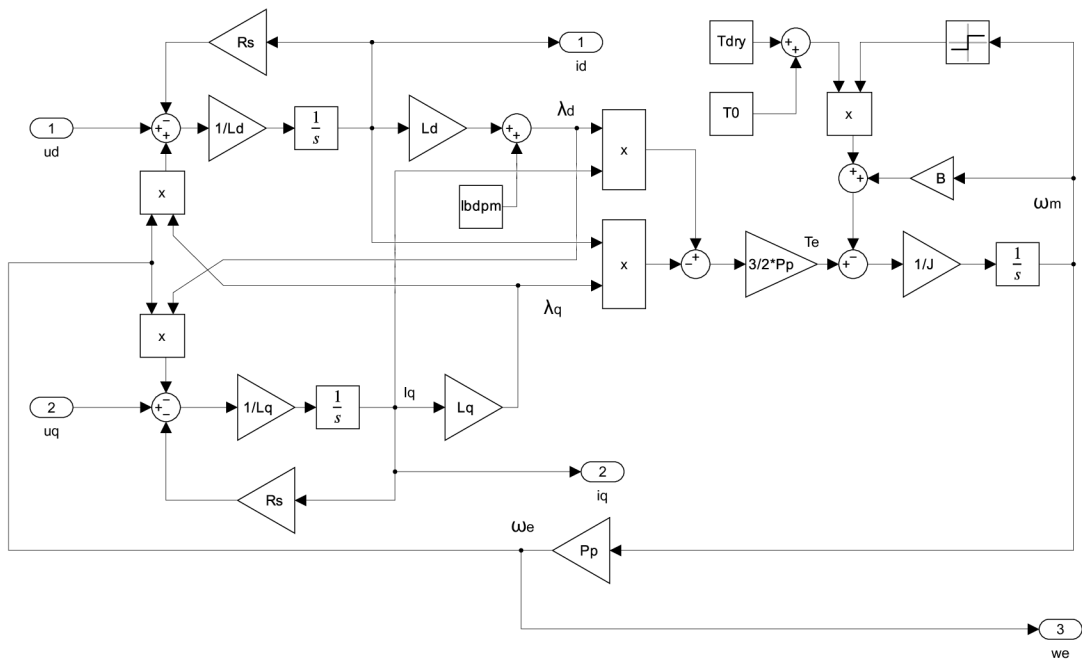 Rs
1
id
Tdry
T0
x
1
ud
1/Ld
1
s
Ld
λd
x
x
lbdpm
B
ωm
x
3/2*Pp
Te
1/J
1
s
λq
x
2
uq
1/Lq
1
s
Iq
Lq
Rs
2
iq
ωe
Pp
3
we